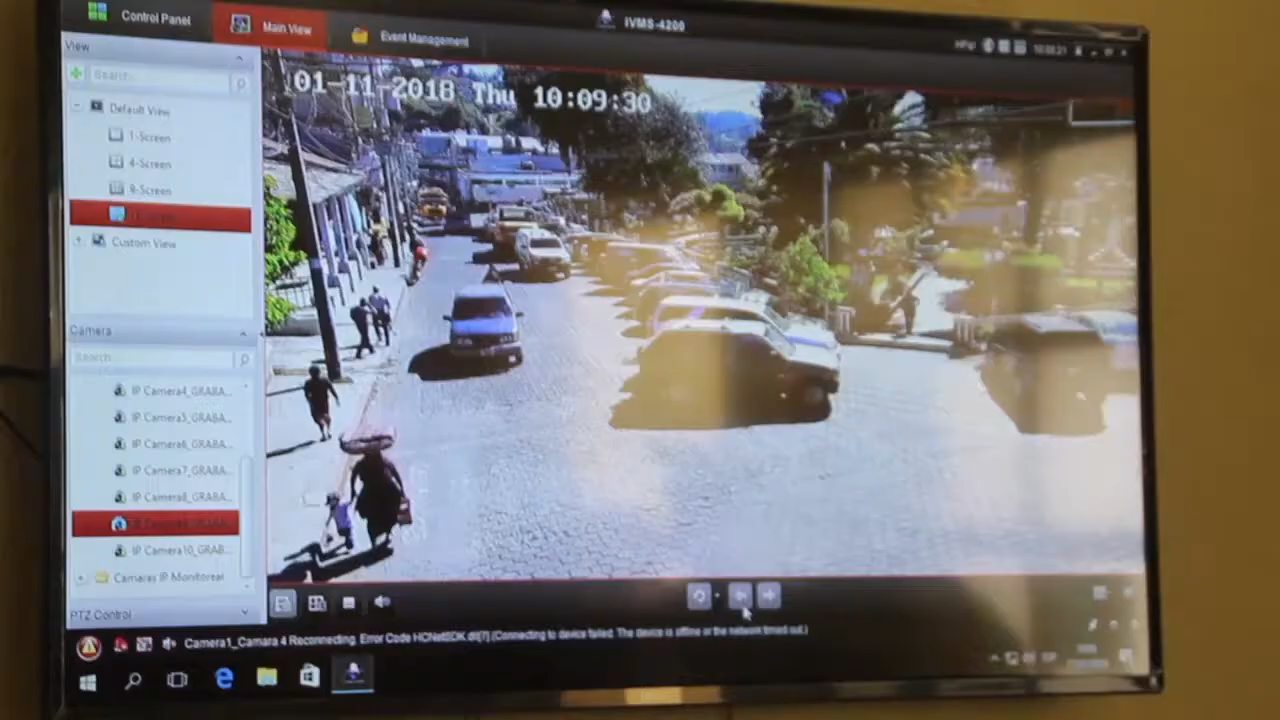 Control Panel
Main View
Event Management
iVMS-4200
View
Search...
Default View
1-Screen
4-Screen
9-Screen
Custom View
Camera
Search...
IP Camera4_GRABA...
IP Camera5_GRABA...
IP Camera6_GRABA...
IP Camera7_GRABA...
IP Camera8_GRABA...
IP Camera10_GRAB...
Camaras IP Monitoreal
PTZ Control
01-11-2018 Thu 10:09:30
Camera1_Camara 4 Reconnecting. Error Code HCNetSDK.dll[7] (Connecting to device failed. The device is offline or the network timed out.)